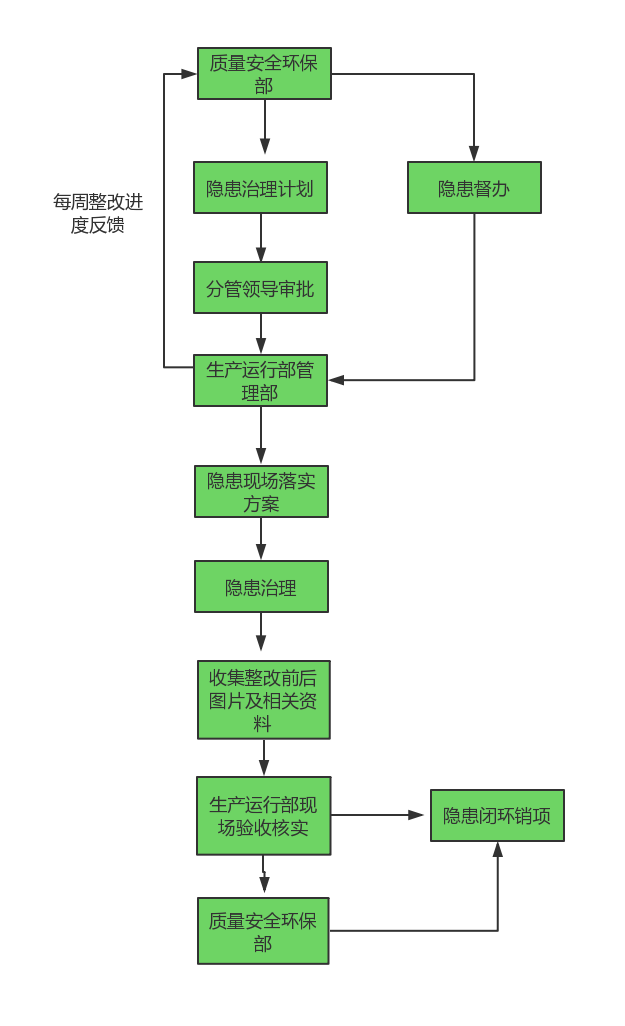 质量安全环保
部
每周整改进
度反馈
隐患治理计划
隐患督办
分管领导审批
生产运行部管
理部
隐患现场落实
方案
隐患治理
收集整改前后
图片及相关资
料
生产运行部现
场验收核实
隐患闭环销项
质量安全环保
部